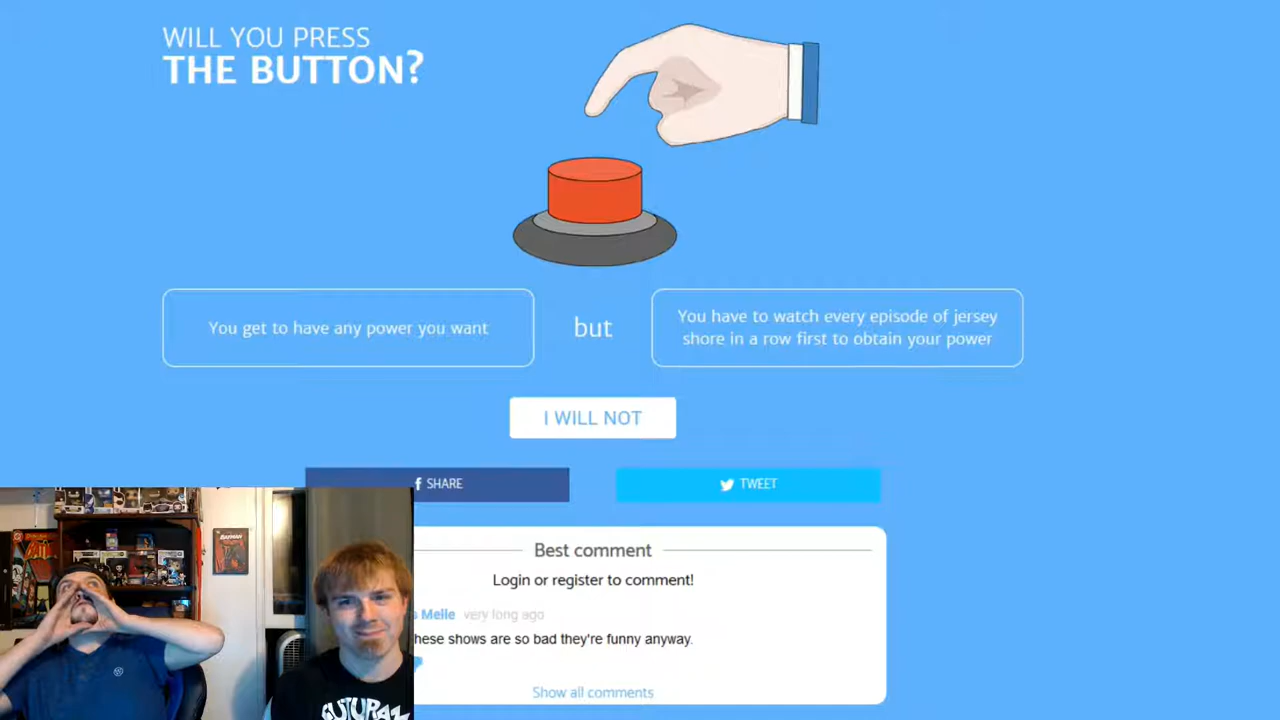 WILL YOU PRESS
THE BUTTON?
You get to have any power you want
but
You have to watch every episode of jersey
shore in a row first to obtain your power
I WILL NOT
SHARE
TWEET
Best comment
Login or register to comment!
Melle very long ago
hese shows are so bad they're funny anyway.
Show all comments
BATMAN